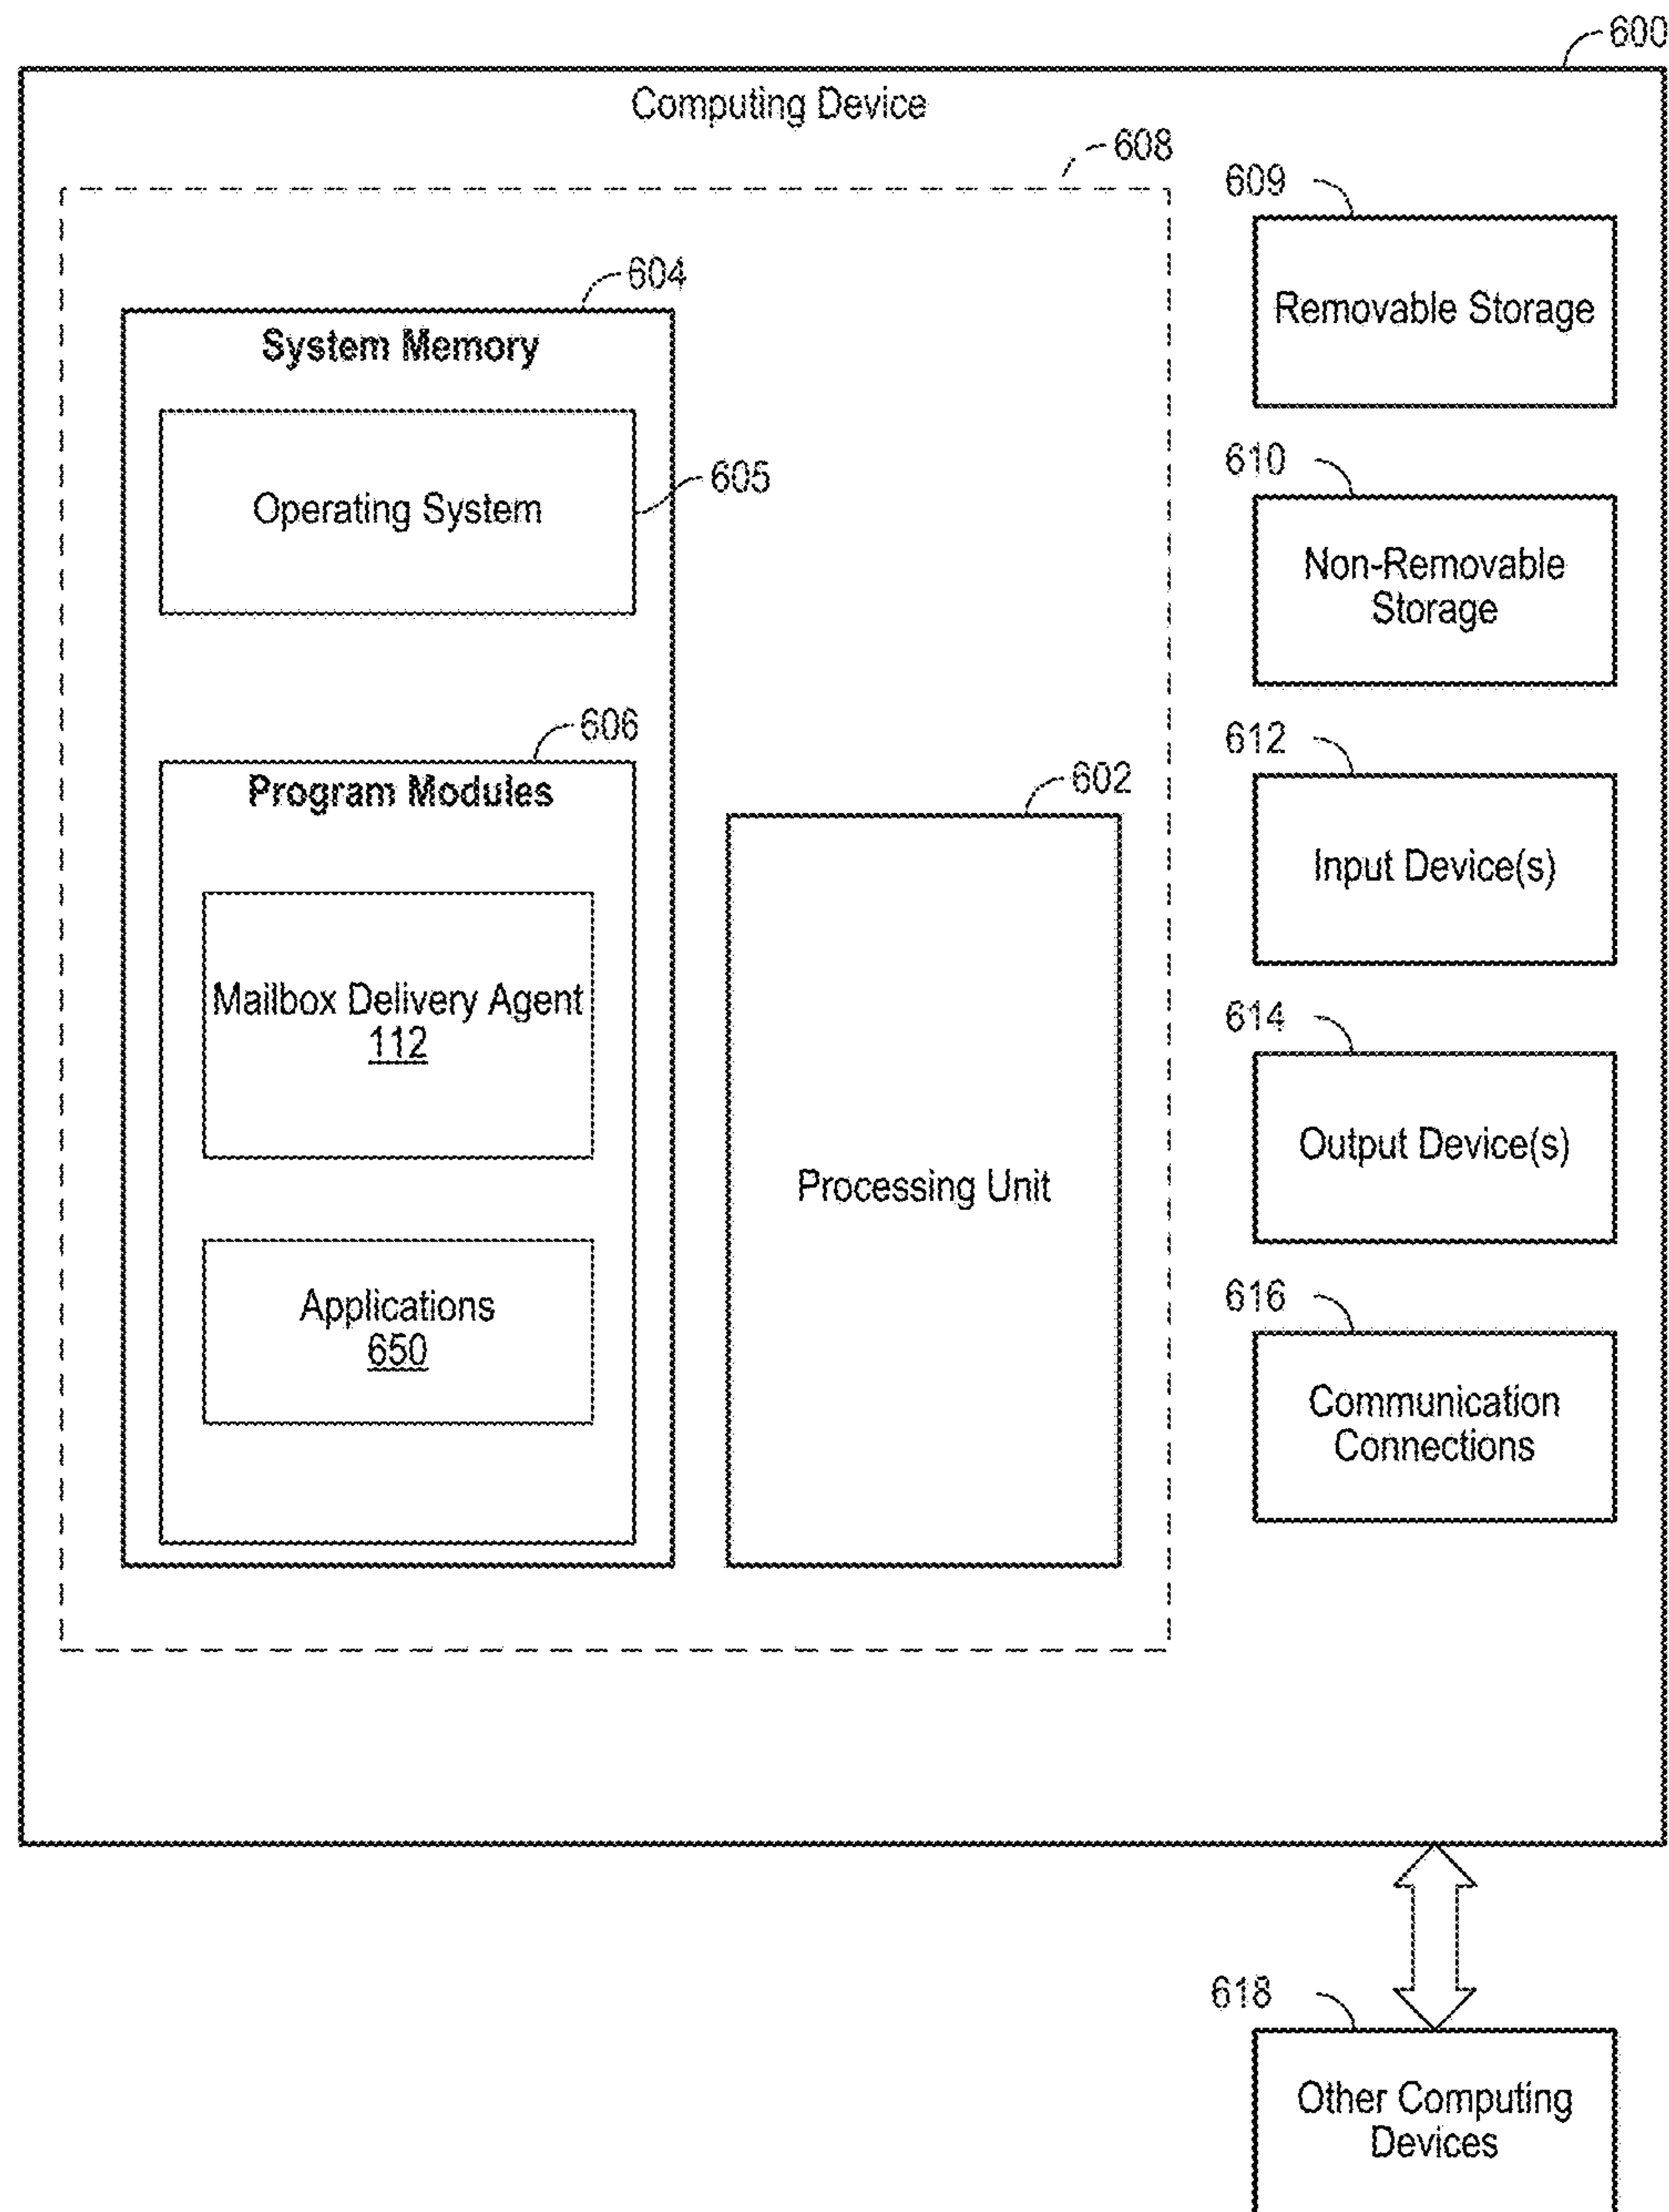 600
Computing Device
608
609
Removable Storage
604
System Memory
Operating System
605
610
Non-Removable
Storage
606
Program Modules
612
Input Device(s)
602
Mailbox Delivery Agent
112
Processing Unit
614
Output Device(s)
Applications
650
616
Communication
Connections
618
Other Computing
Devices